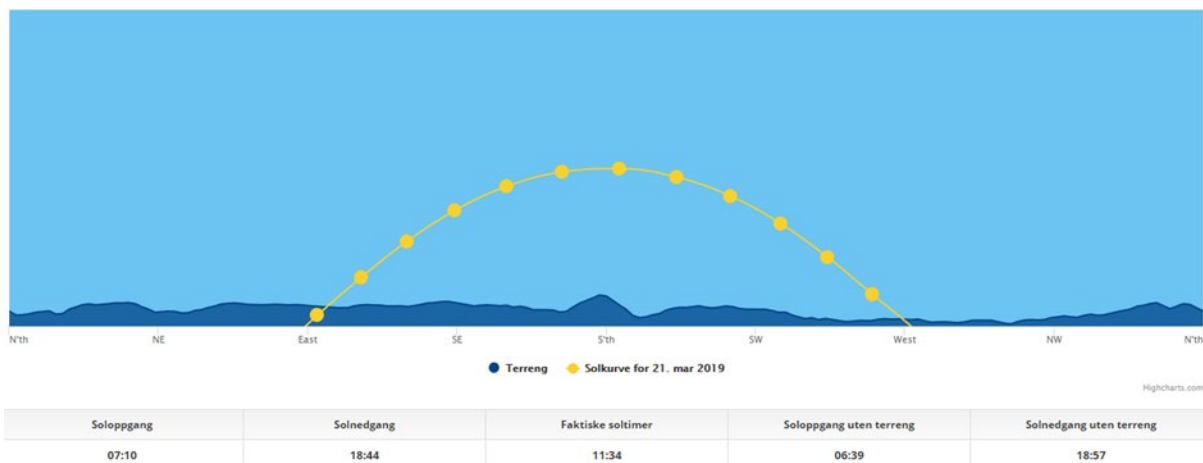 N'th NE East SE S'th SW West NW N'th
Terreng Solkurve for 21. mar 2019
Highcharts.com
Soloppgang Solnedgang Faktiske soltimer Soloppgang uten terreng Solnedgang uten terreng
07:10 18:44 11:34 06:39 18:57